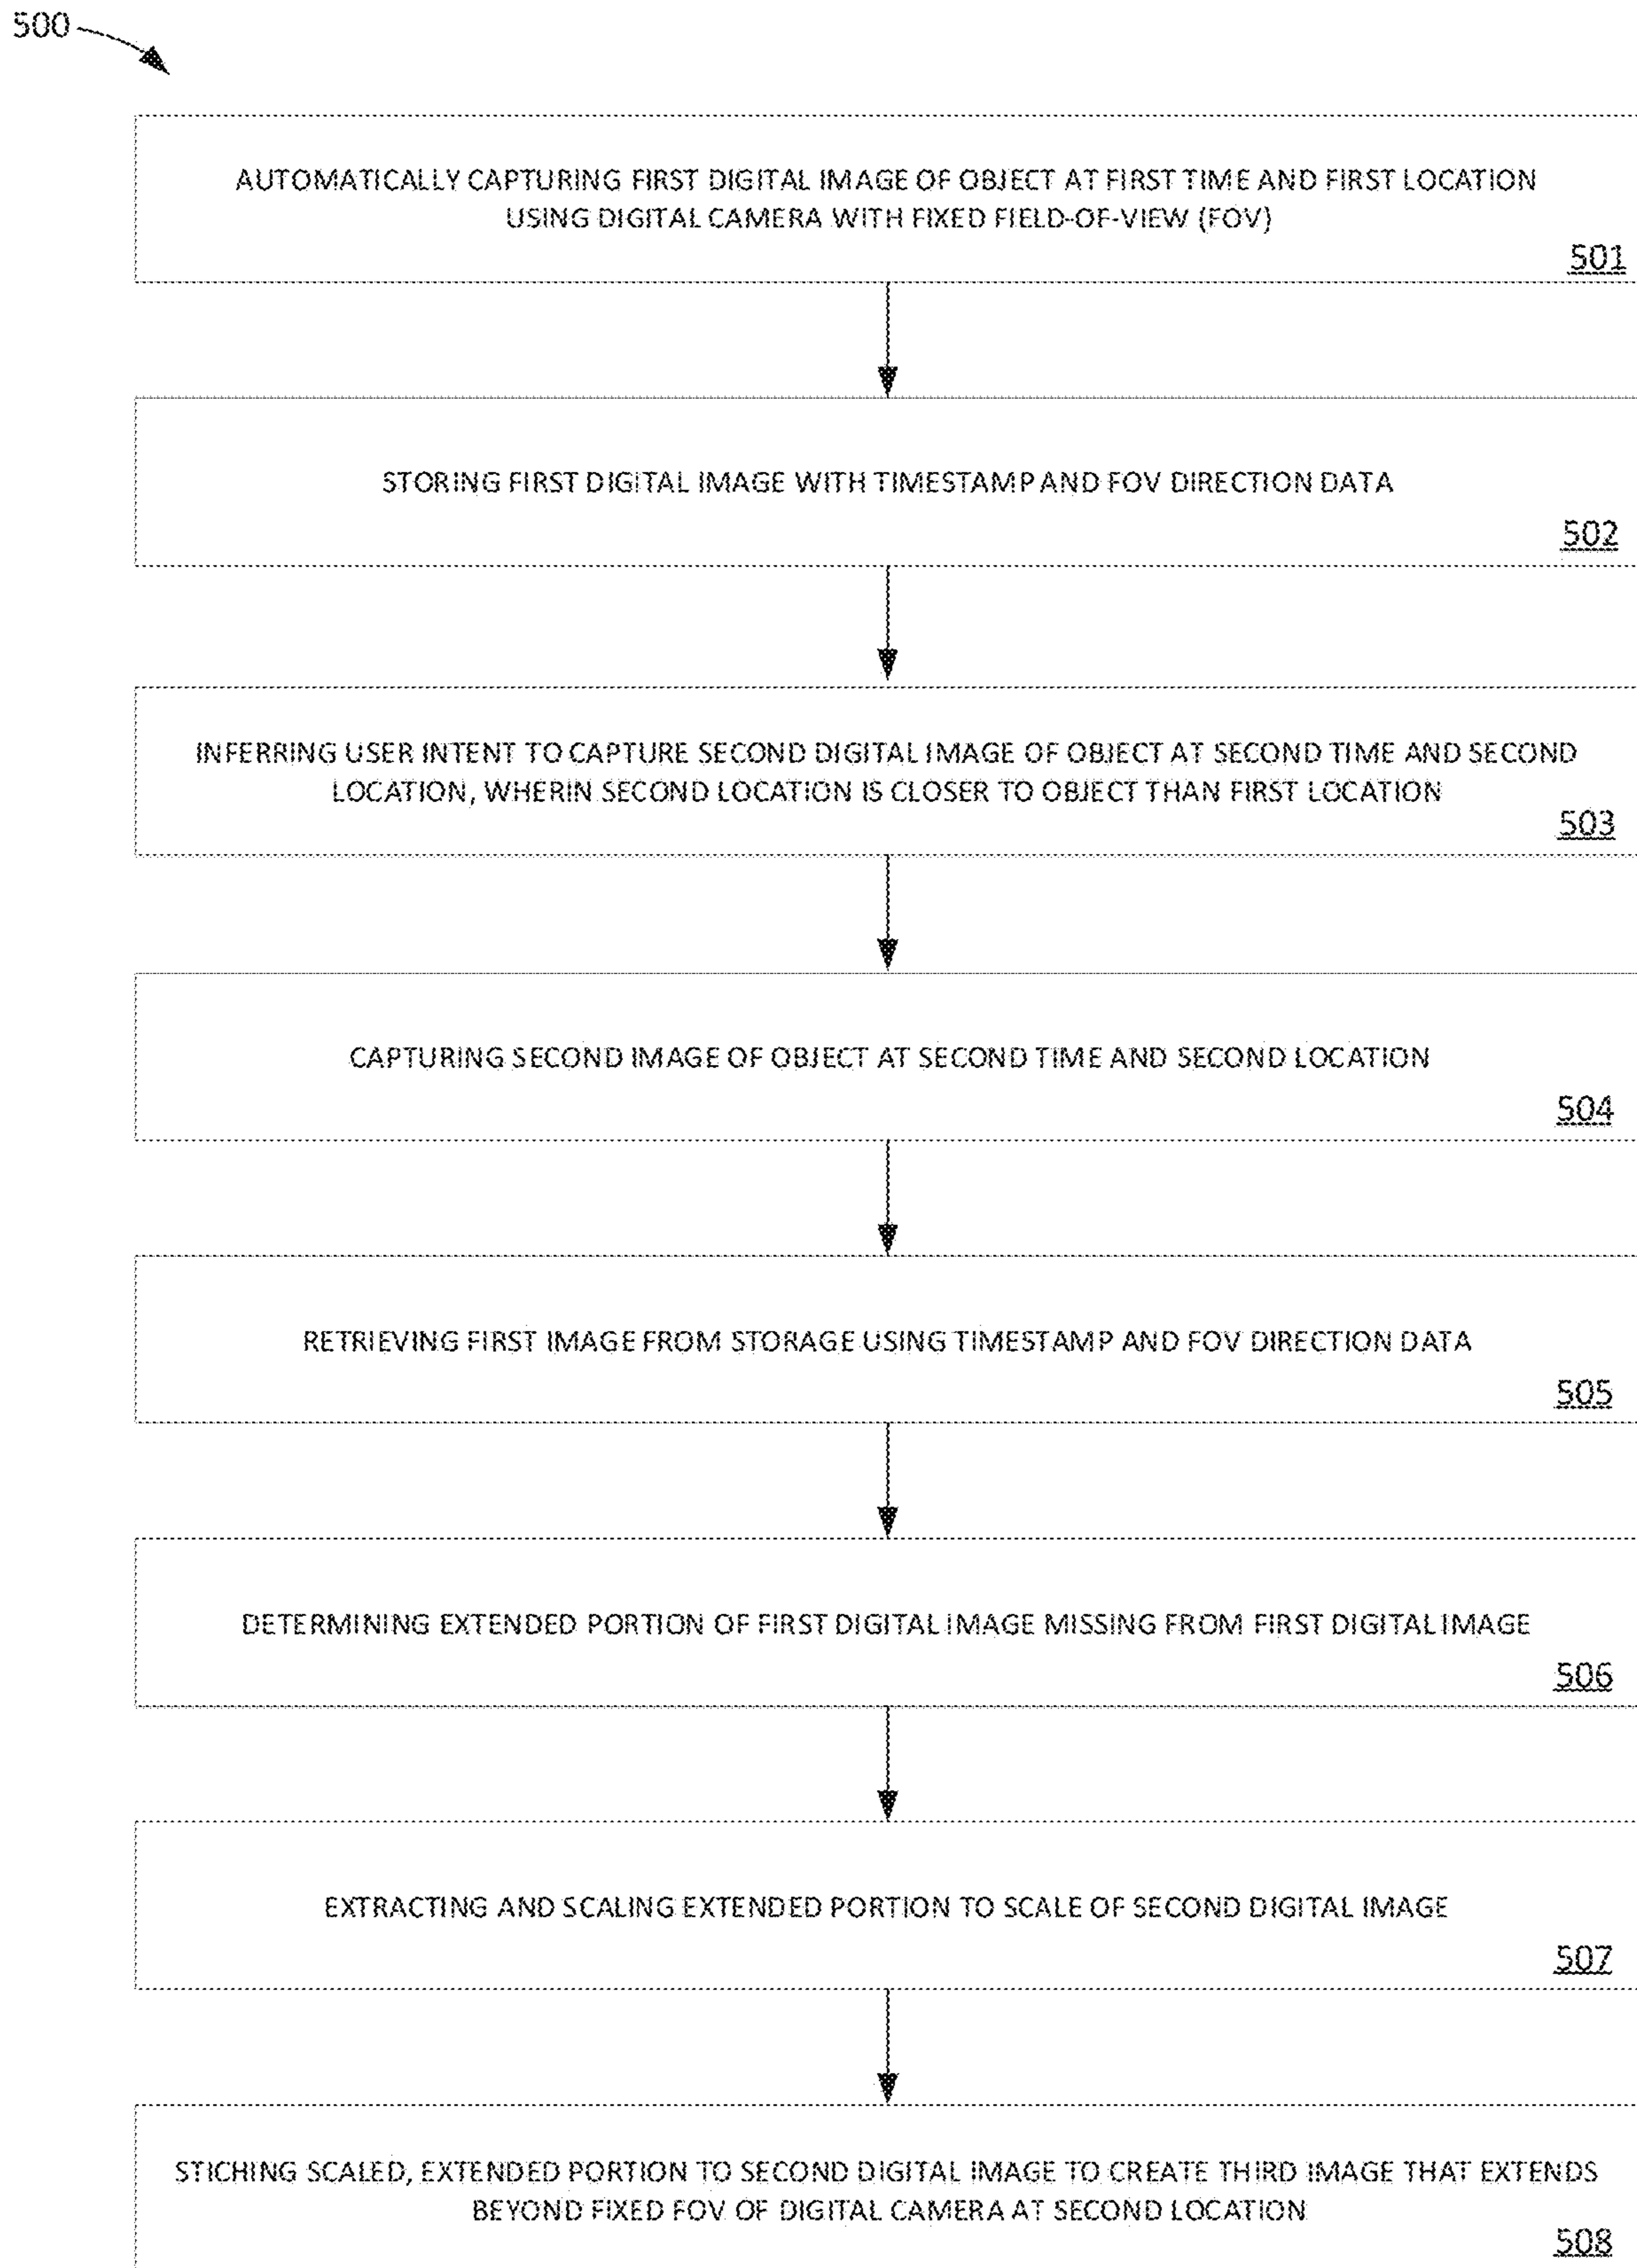 500
AUTOMATICALLY CAPTURING FIRST DIGITAL IMAGE OF OBJECT AT FIRST TIME AND FIRST LOCATION
USING DIGITAL CAMERA WITH FIXED FIELD-OF-VIEW (FOV)
501
STORING FIRST DIGITAL IMAGE WITH TIMESTAMP AND FOV DIRECTION DATA
502
INFERRING USER INTENT TO CAPTURE SECOND DIGITAL IMAGE OF OBJECT AT SECOND TIME AND SECOND
LOCATION, WHERIN SECOND LOCATION IS CLOSER TO OBJECT THAN FIRST LOCATION
503
CAPTURING SECOND IMAGE OF OBJECT AT SECOND TIME AND SECOND LOCATION
504
RETRIEVING FIRST IMAGE FROM STORAGE USING TIMESTAMP AND FOV DIRECTION DATA
505
DETERMINING EXTENDED PORTION OF FIRST DIGITAL IMAGE MISSING FROM FIRST DIGITAL IMAGE
506
EXTRACTING AND SCALING EXTENDED PORTION TO SCALE OF SECOND DIGITAL IMAGE
507
STICHING SCALED, EXTENDED PORTION TO SECOND DIGITAL IMAGE TO CREATE THIRD IMAGE THAT EXTENDS
BEYOND FIXED FOV OF DIGITAL CAMERA AT SECOND LOCATION
508